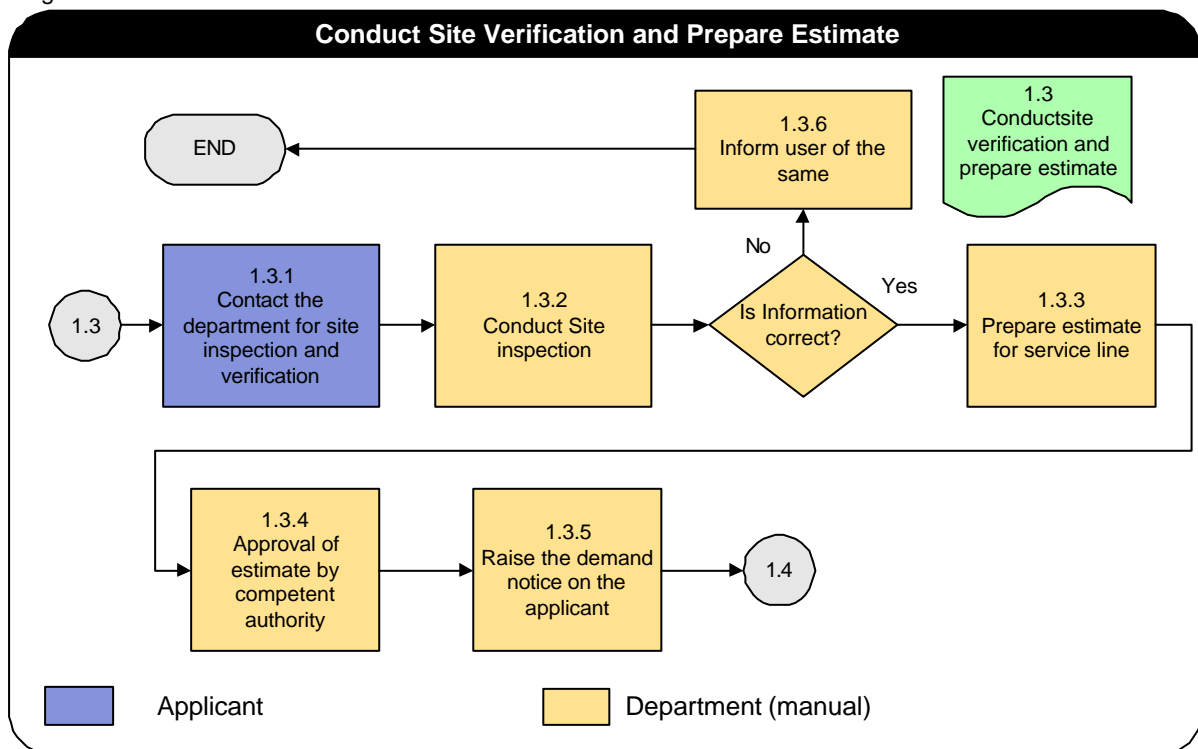 Conduct Site Verification and Prepare Estimate
END
1.3.6
Inform user of the
same
1.3
Conductsite
verification and
prepare estimate
No
Yes
1.3
1.3.1
Contact the
department for site
inspection and
verification
1.3.2
Conduct Site
inspection
Is Information
correct?
1.3.3
Prepare estimate
for service line
1.3.4
Approval of
estimate by
competent
authority
1.3.5
Raise the demand
notice on the
applicant
1.4
Applicant
Department (manual)